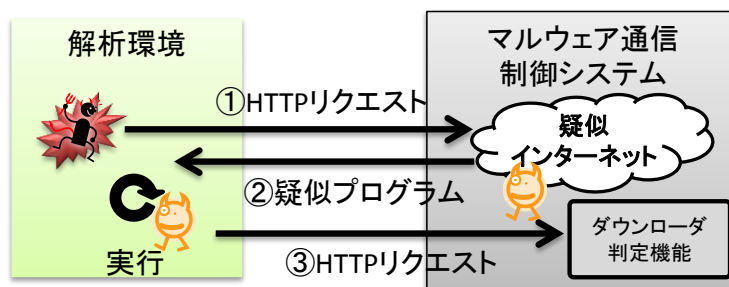 解析環境
マルウェア通信
制御システム
①HTTPリクエスト
疑似
インターネット
②疑似プログラム
ダウンローダ
判定機能
実行
③HTTPリクエスト